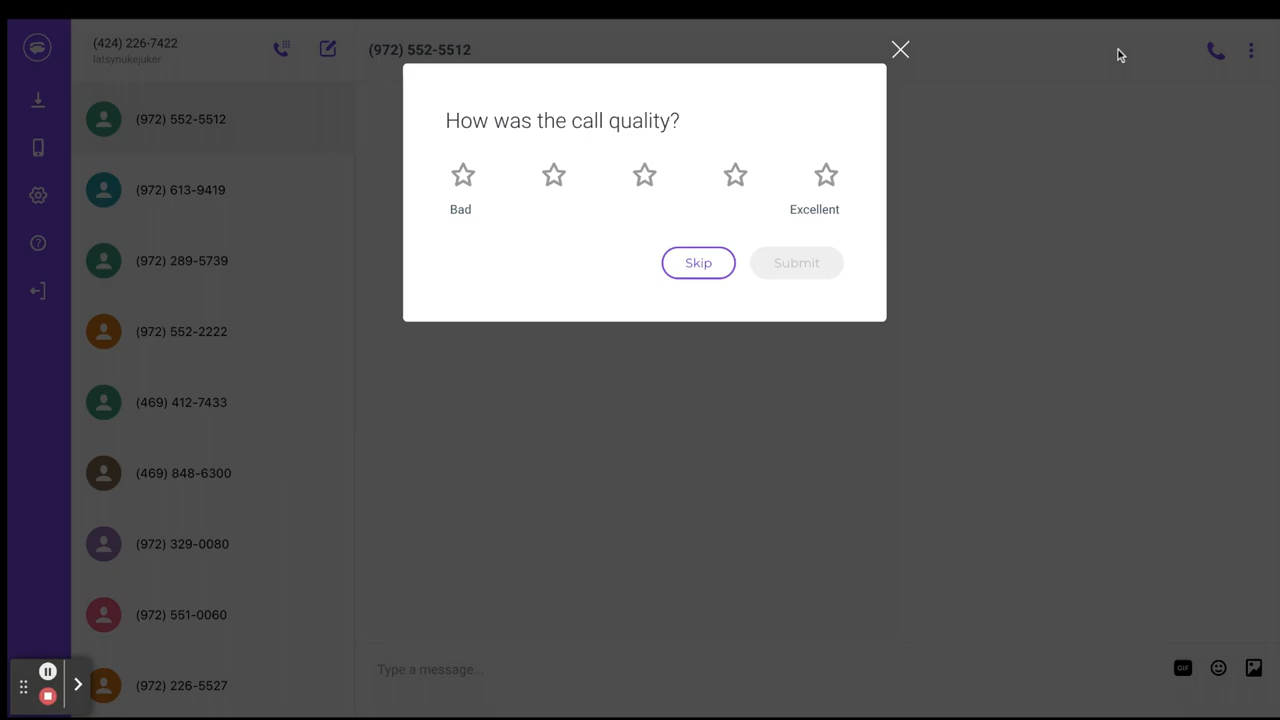 (424) 226-7422
latsynukejuker
(972) 552-5512
(972) 613-9419
(972) 289-5739
(972) 552-2222
(469) 412-7433
(469) 848-6300
(972) 329-0080
(972) 551-0060
(972) 226-5527
(972) 552-5512
How was the call quality?
Bad
Excellent
Skip
Submit
Type a message...
GIF